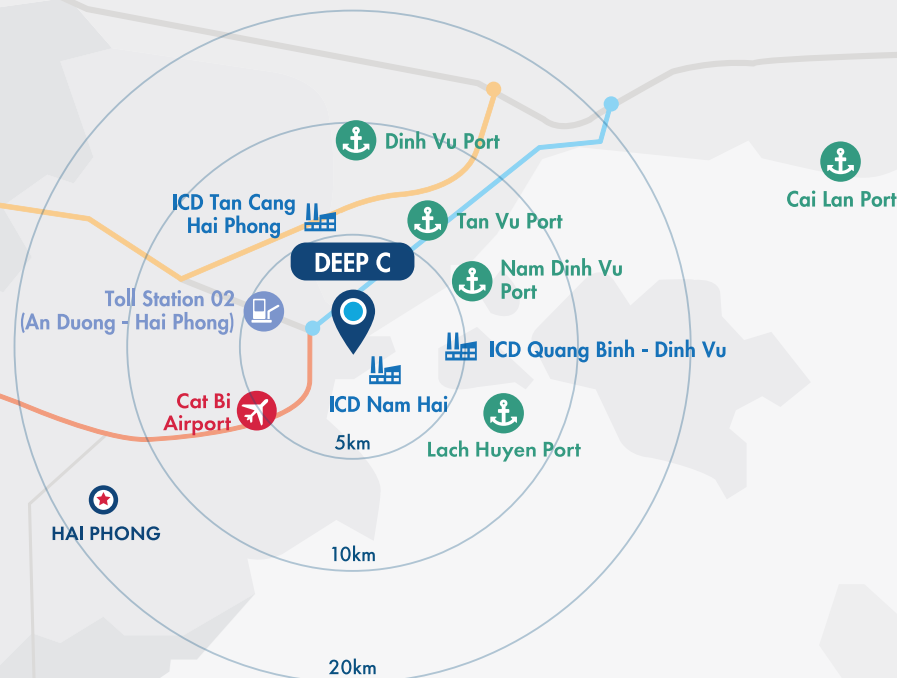 Dinh Vu Port
Cai Lan Port
ICD Tan Cang
Hai Phong
Tan Vu Port
DEEP C
Nam Dinh Vu
Port
Toll Station 02
(An Duong - Hai Phong)
ICD Quang Binh - Dinh Vu
Cat Bi
Airport
ICD Nam Hai
5km
Lach Huyen Port
HAI PHONG
10km
20km